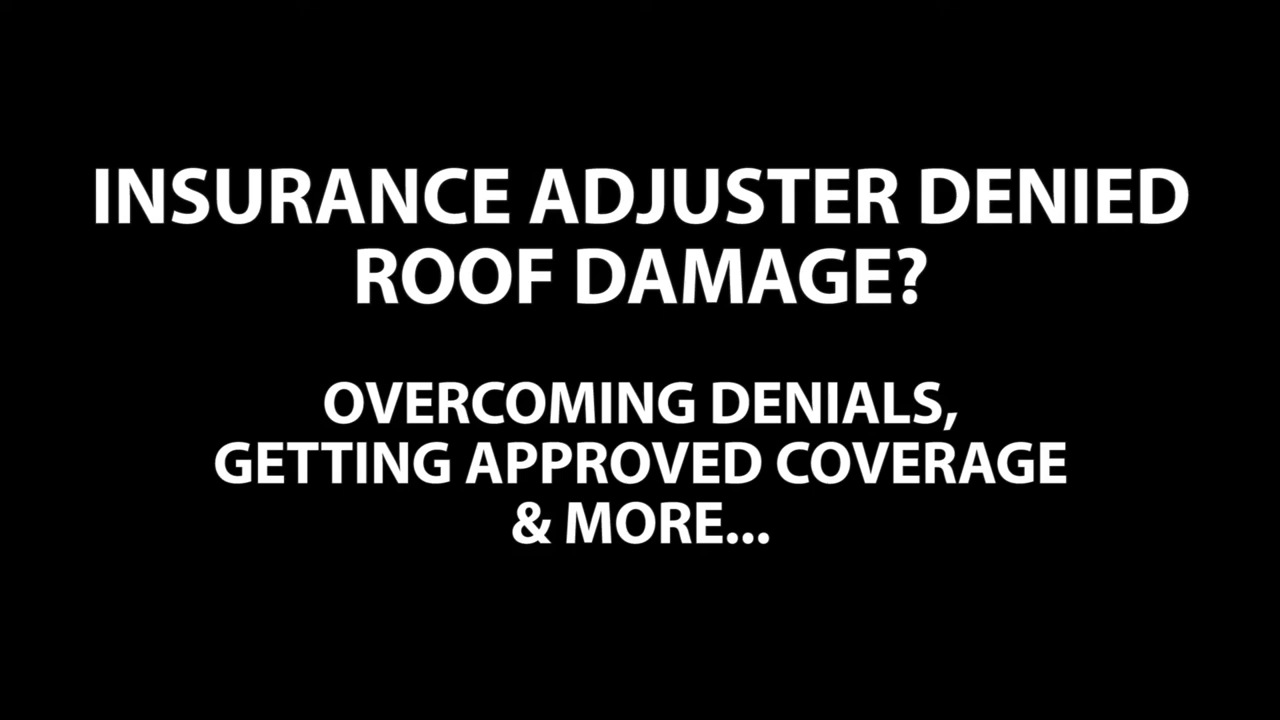 INSURANCE ADJUSTER DENIED
ROOF DAMAGE?
OVERCOMING DENIALS,
GETTING APPROVED COVERAGE
& MORE...